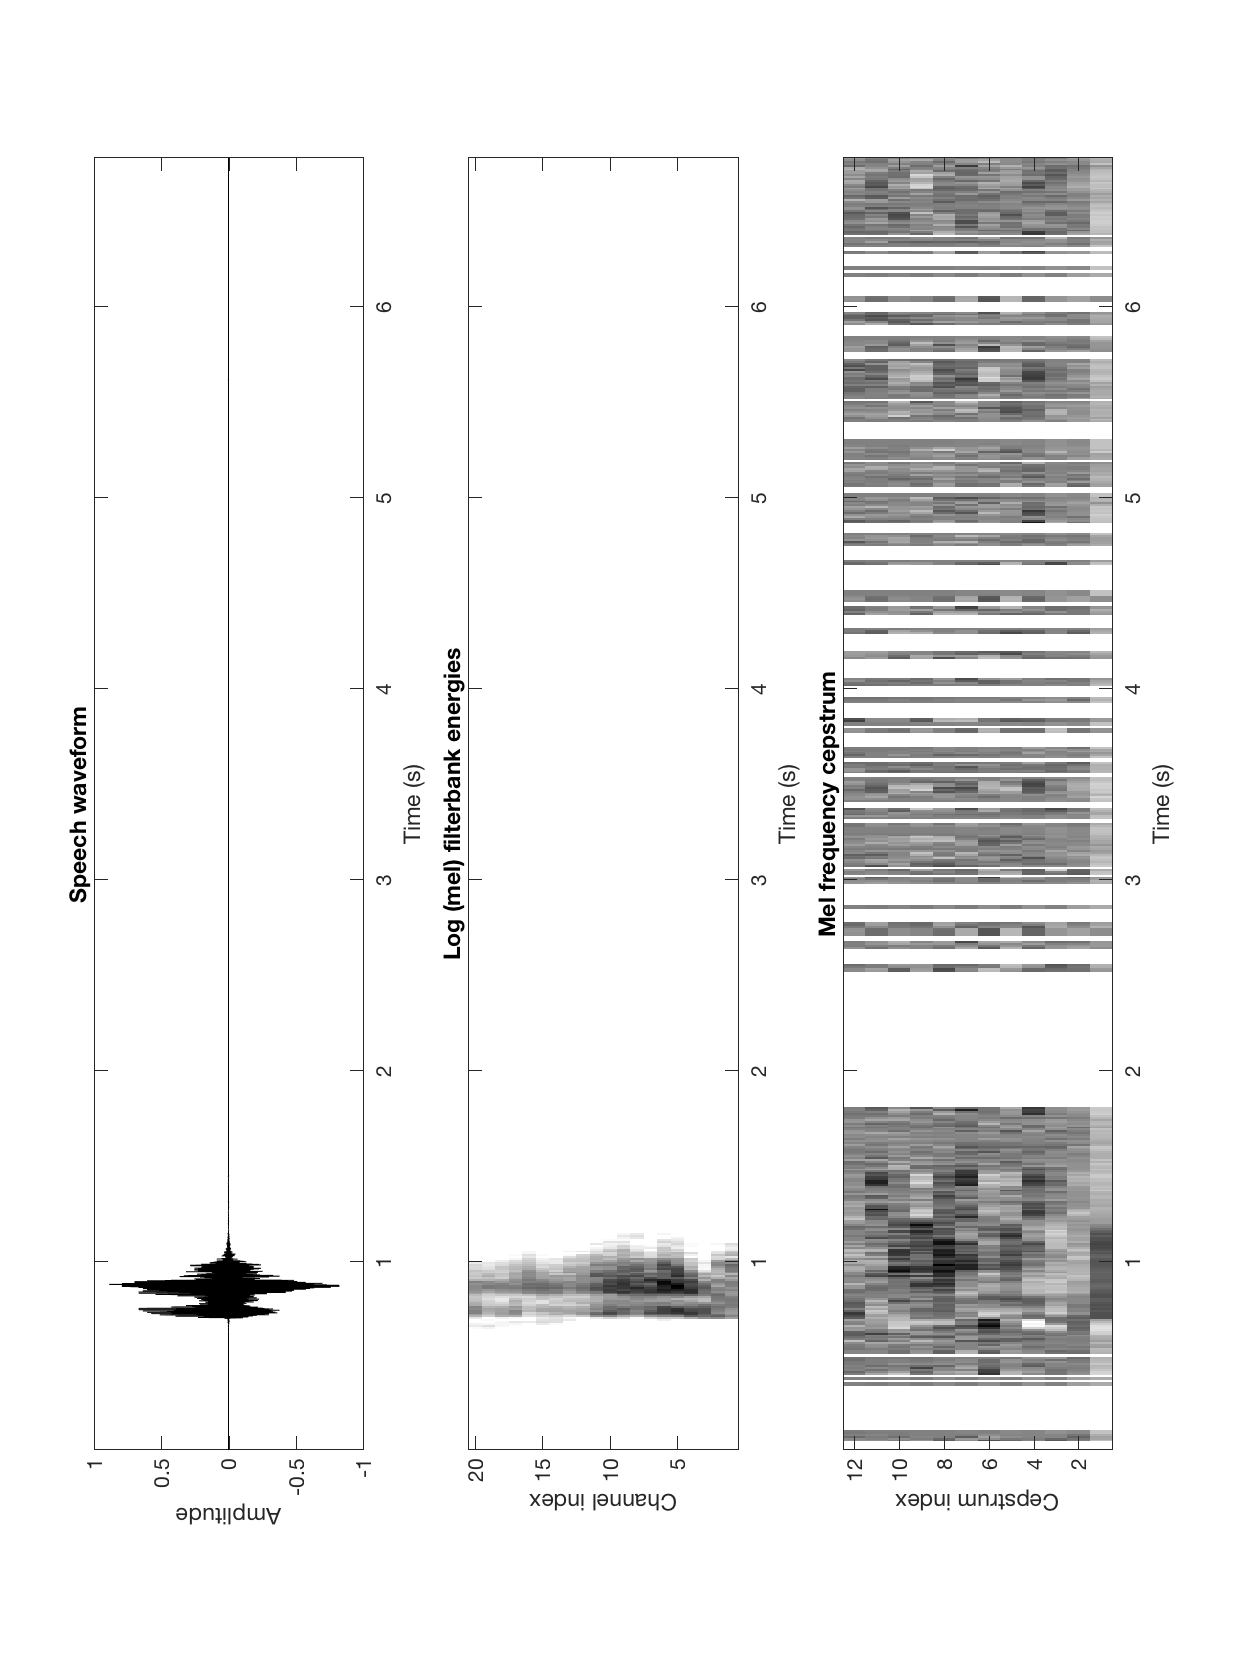 Speech waveform
1
0.5
0
-0.5
-1
Amplitude
1 2 3 4 5 6
Time (s)
Log (mel) filterbank energies
20
15
10
5
Channel index
1 2 3 4 5 6
Time (s)
Mel frequency cepstrum
12
10
8
6
4
2
Cepstrum index
1 2 3 4 5 6
Time (s)